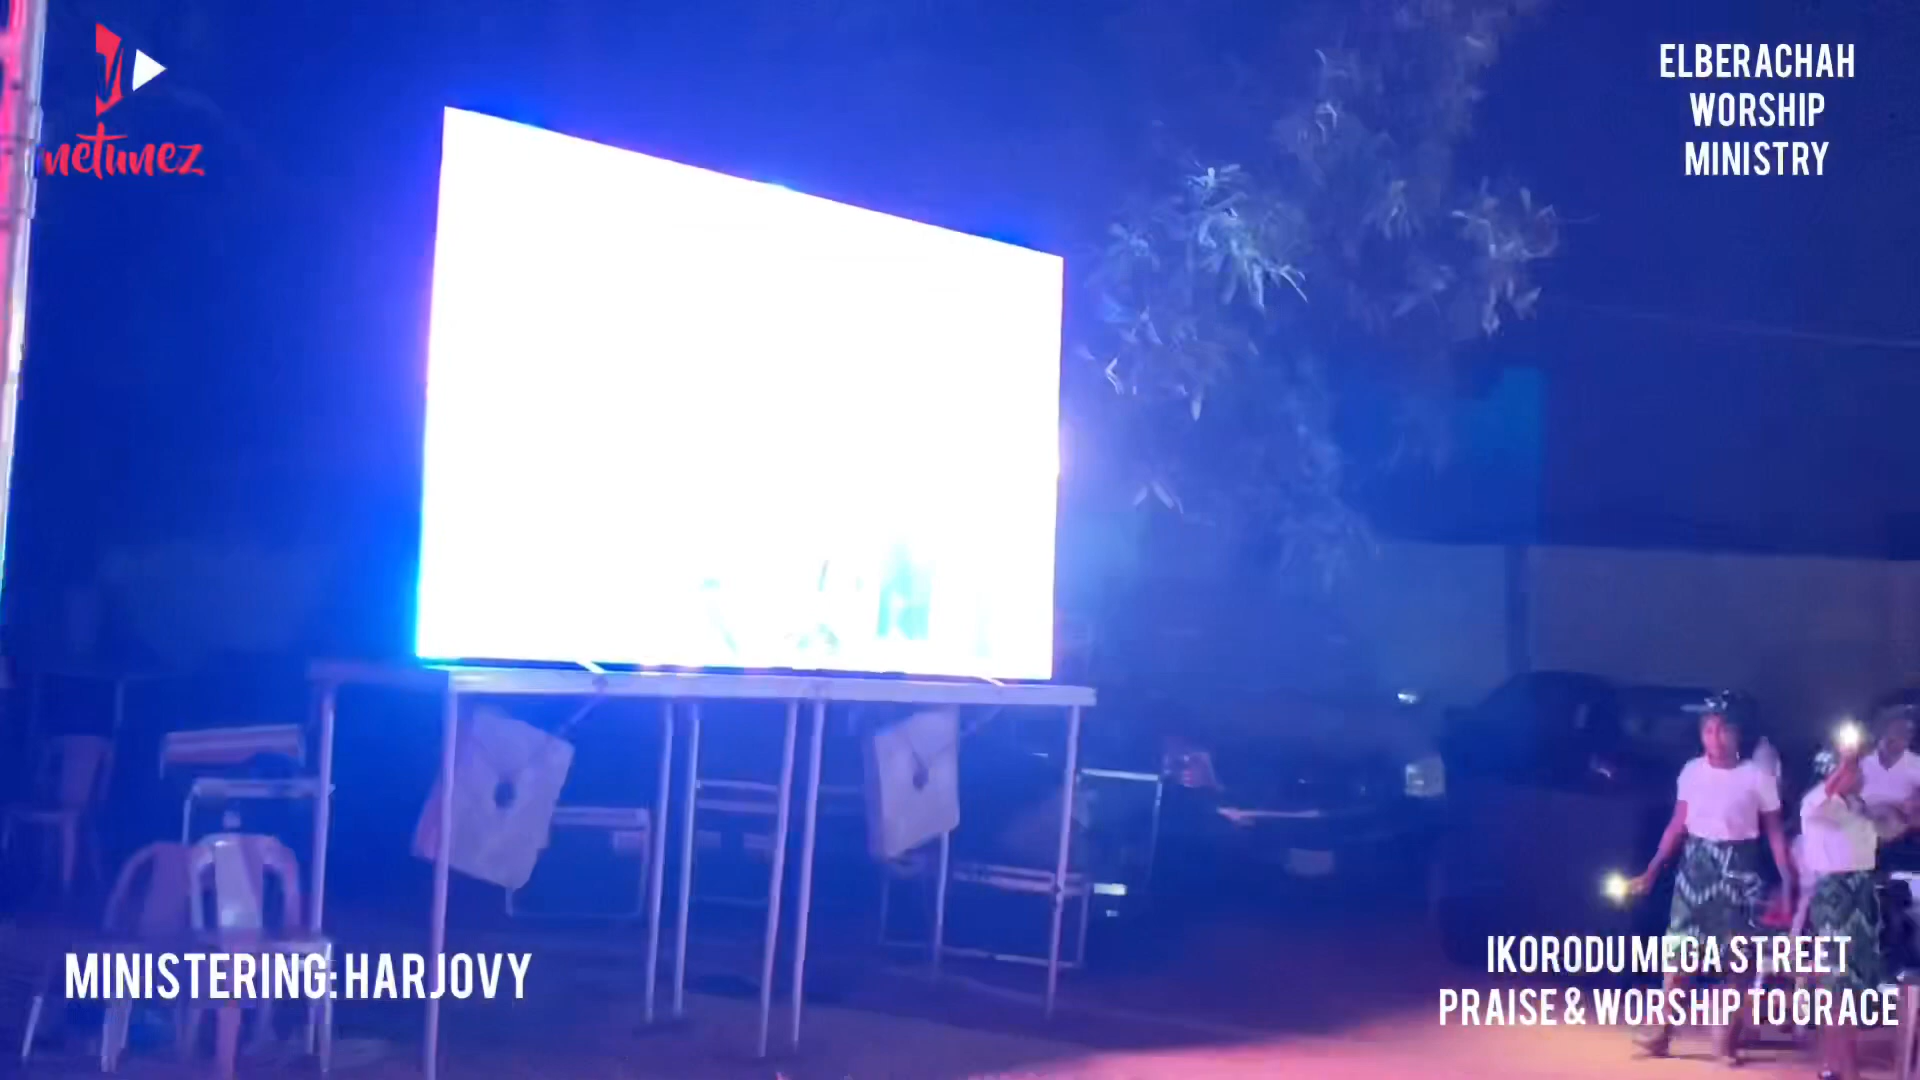 netunez
ELBERACHAH
WORSHIP
MINISTRY
MINISTERING: HARJOVY
IKORODU MEGA STREET
PRAISE & WORSHIP TO GRACE